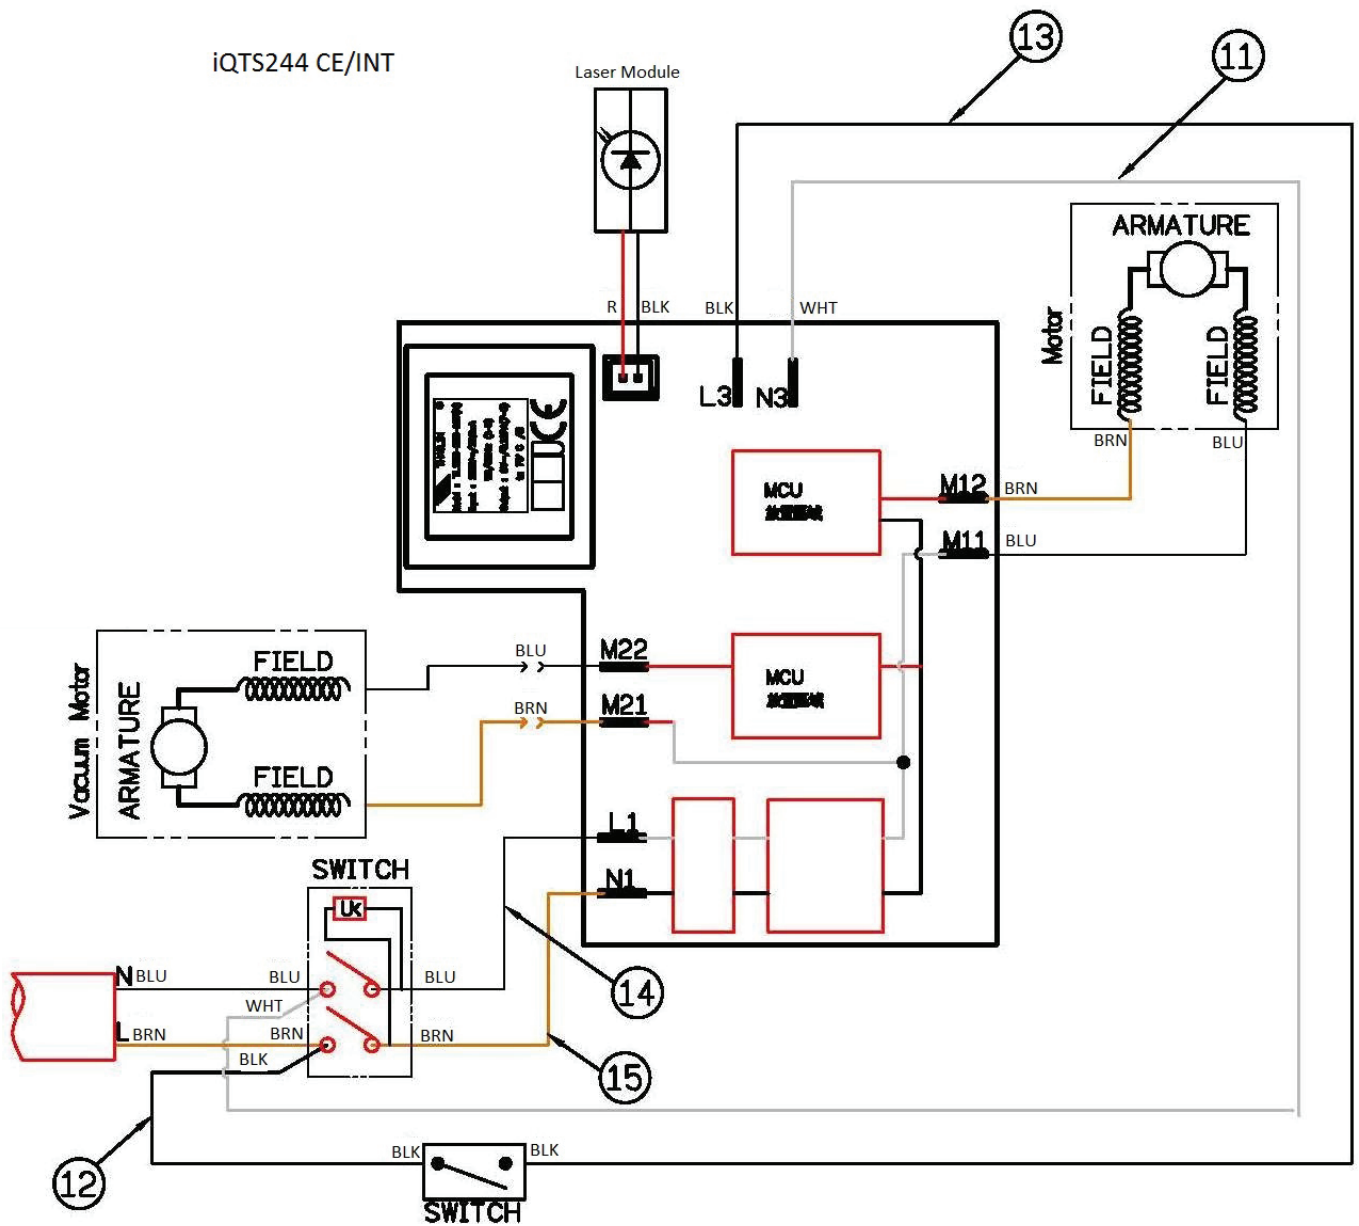 iQTS244 CE/INT
Laser Module
13
11
ARMATURE
Motor
FIELD
FIELD
BRN
BLU
R
BLK
BLK
WHT
L3
N3
CE
MCU
M12
BRN
M11
BLU
Vacuum Motor
ARMATURE
FIELD
FIELD
BLU
M22
BRN
M21
MCU
L1
N1
SWITCH
Uk
N
BLU
BLU
BLU
WHT
L
BRN
BRN
BRN
BLK
14
15
12
BLK
BLK
SWITCH